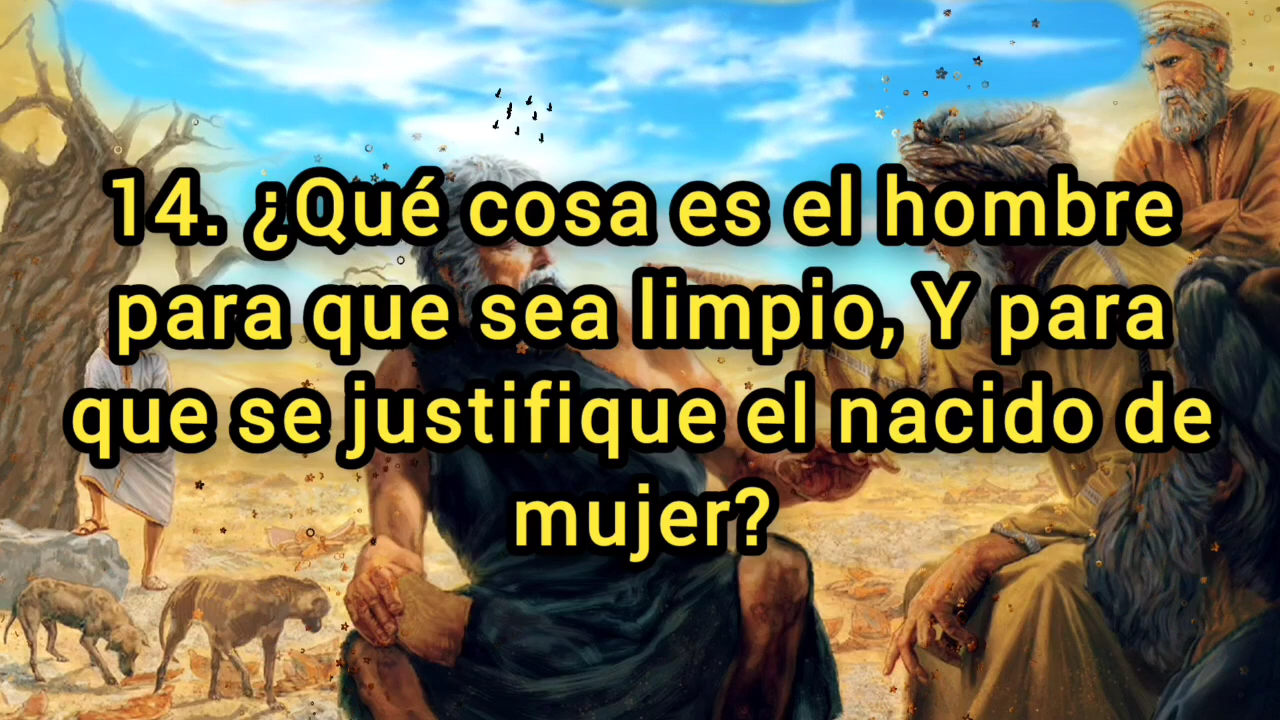 14. ¿Qué cosa es el hombre
para que sea limpio, Y para
que se justifique el nacido de
mujer?